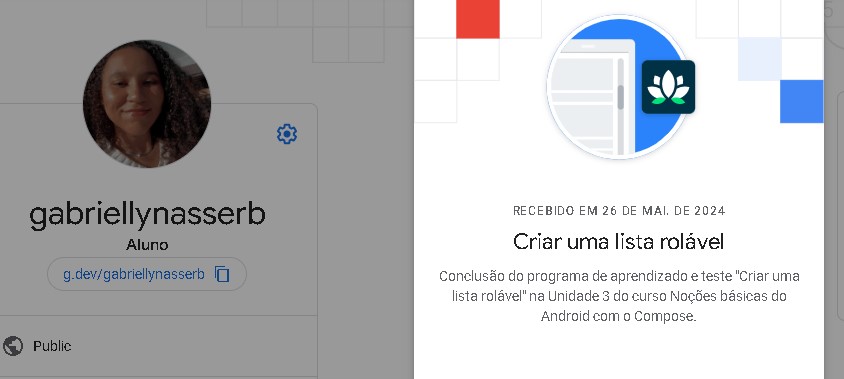 gabriellynasserb
Aluno
g.dev/gabriellynasserb
Public
RECEBIDO EM 26 DE MAI. DE 2024
Criar uma lista rolável
Conclusão do programa de aprendizado e teste "Criar uma
lista rolável" na Unidade 3 do curso Noções básicas do
Android com o Compose.